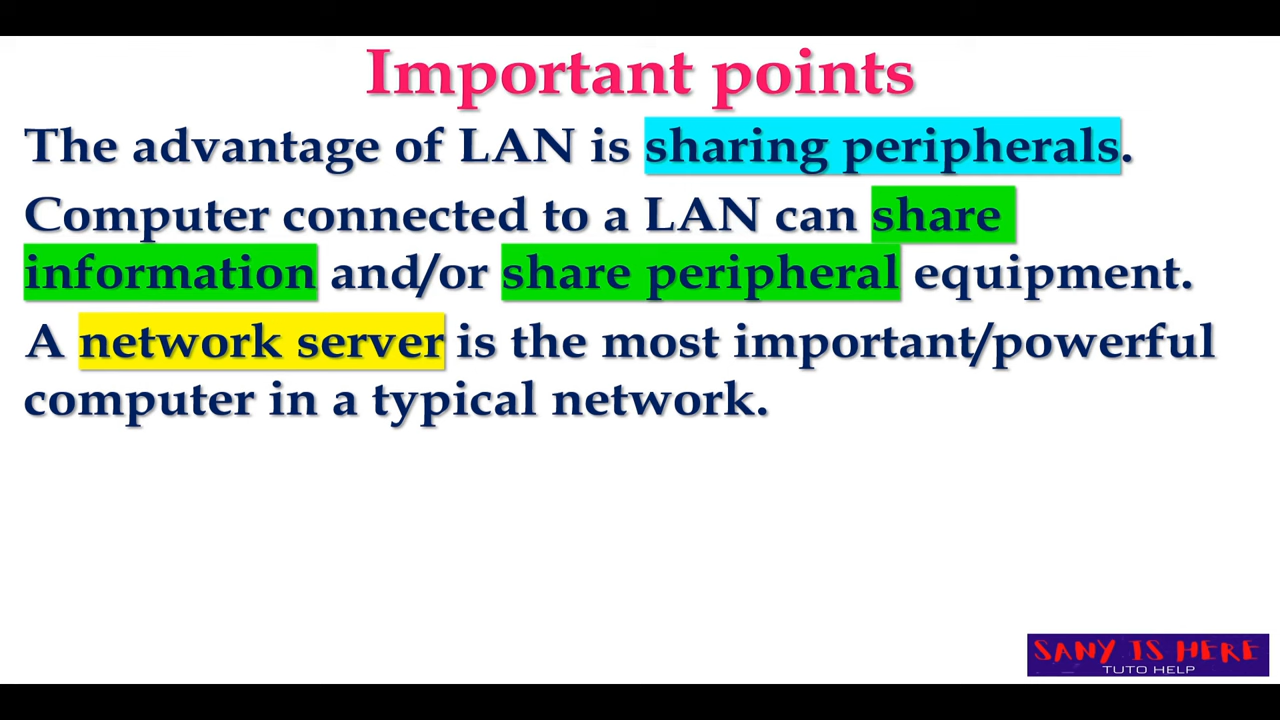 Important points
The advantage of LAN is sharing peripherals.
Computer connected to a LAN can share
information and/or share peripheral equipment.
A network server is the most important/powerful
computer in a typical network.
SANY IS HERE
TUTO HELP